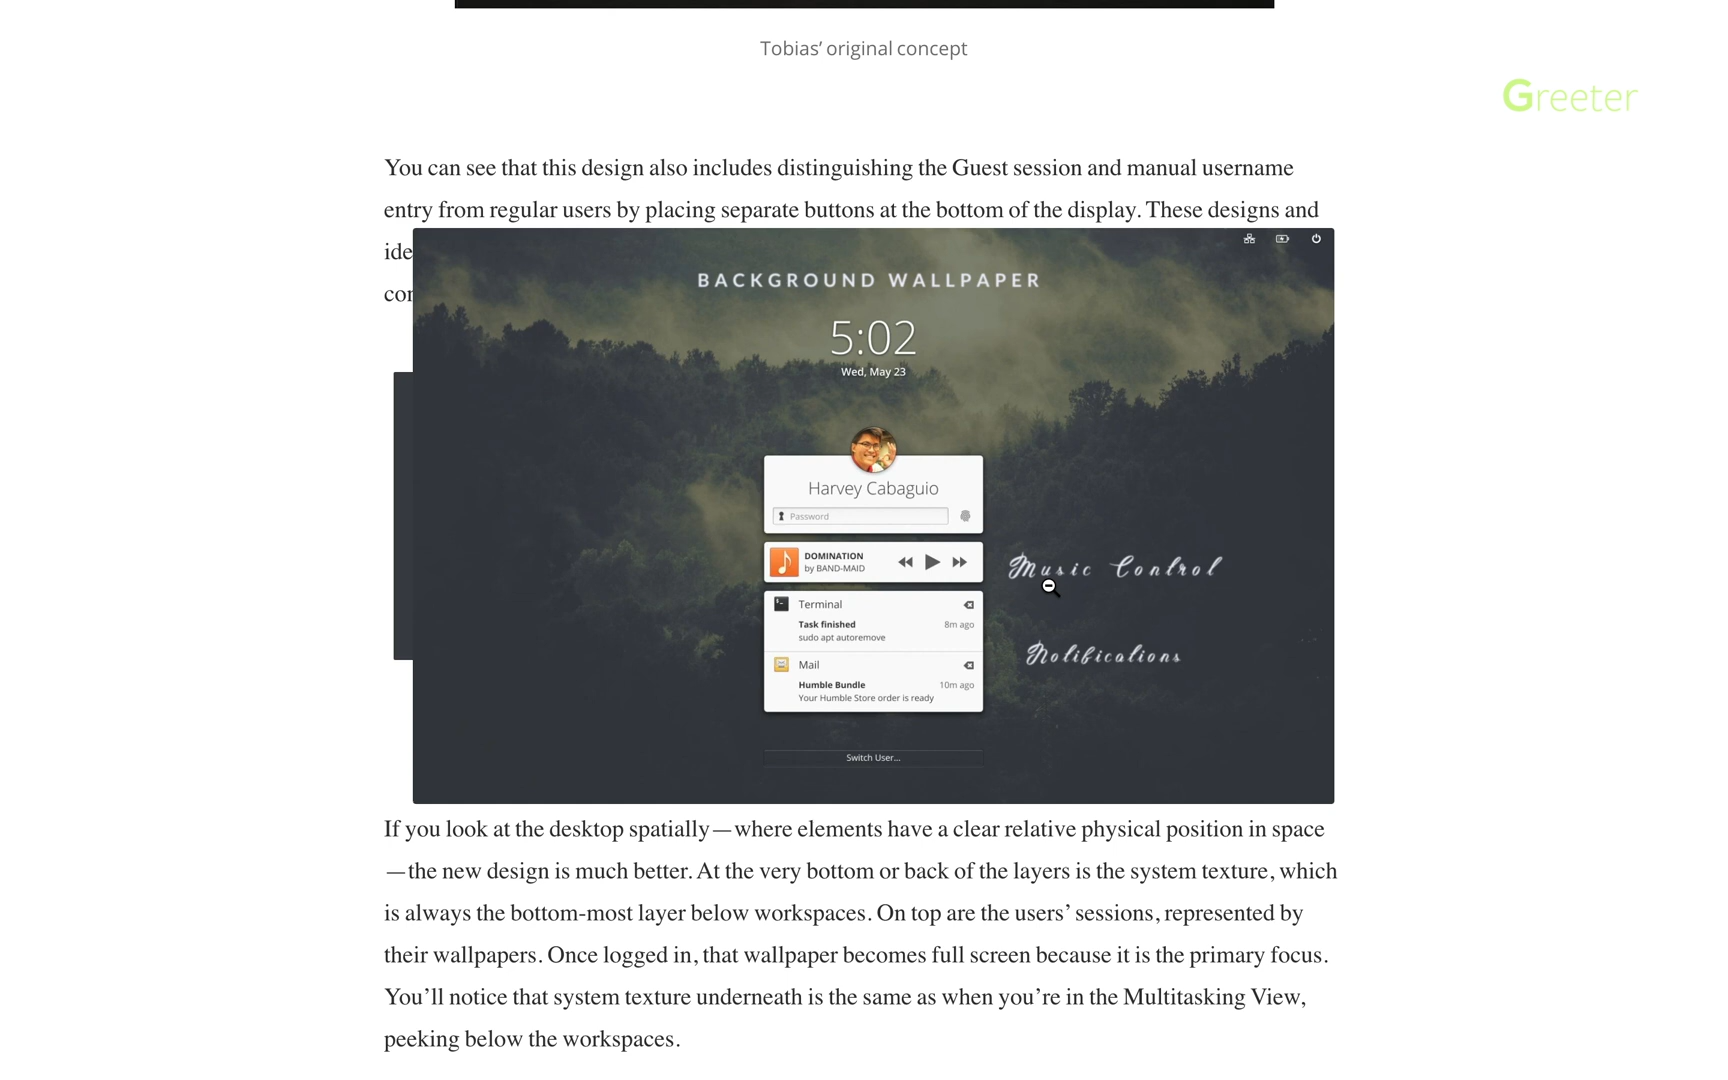 Tobias’ original concept
Greeter
You can see that this design also includes distinguishing the Guest session and manual username
entry from regular users by placing separate buttons at the bottom of the display. These designs and
ide
con
BACKGROUND WALLPAPER
5:02
Wed, May 23
Harvey Cabaguio
Password
DOMINATION
by BAND-MAID
Music Control
Terminal
Task finished 8m ago
sudo apt autoremove
Notifications
Mail
Humble Bundle 10m ago
Your Humble Store order is ready
Switch User...
If you look at the desktop spatially—where elements have a clear relative physical position in space
—the new design is much better. At the very bottom or back of the layers is the system texture, which
is always the bottom-most layer below workspaces. On top are the users’ sessions, represented by
their wallpapers. Once logged in, that wallpaper becomes full screen because it is the primary focus.
You’ll notice that system texture underneath is the same as when you’re in the Multitasking View,
peeking below the workspaces.